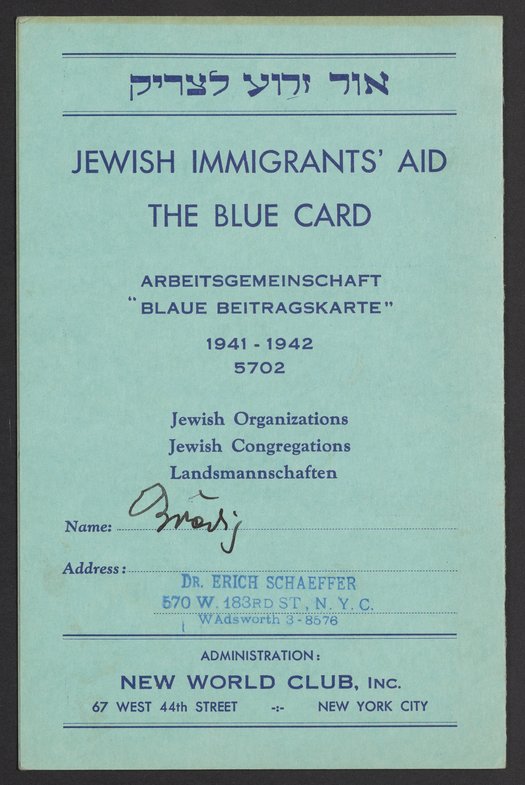 אור זרוע לצדיק
JEWISH IMMIGRANTS' AID
THE BLUE CARD
ARBEITSGEMEINSCHAFT
"BLAUE BEITRAGSKARTE"
1941 - 1942
5702
Jewish Organizations
Jewish Congregations
Landsmannschaften
Name:
Address:
DR. ERICH SCHAEFFER
570 W. 183RD ST., N. Y. C.
WAdsworth 3-8576
ADMINISTRATION:
NEW WORLD CLUB, INC.
67 WEST 44th STREET -:- NEW YORK CITY